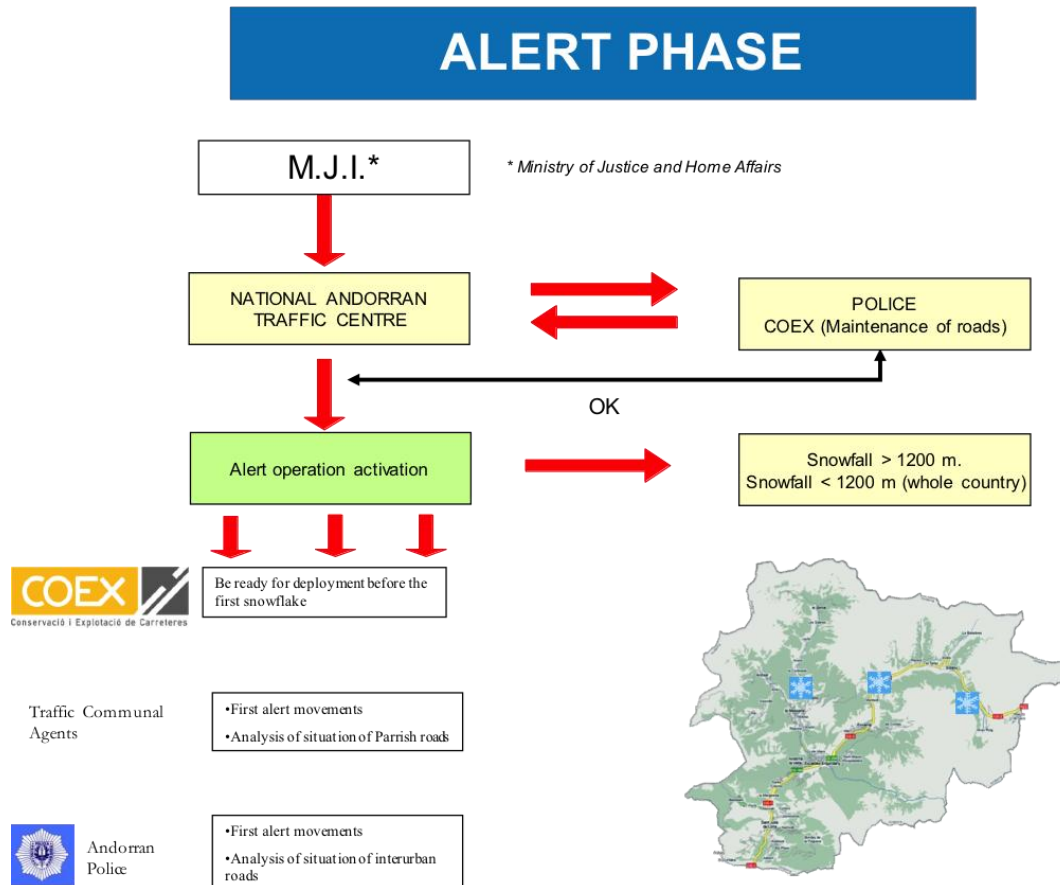 ALERT PHASE
M.J.I.*
* Ministry of Justice and Home Affairs
NATIONAL ANDORRAN
TRAFFIC CENTRE
POLICE
COEX (Maintenance of roads)
OK
Alert operation activation
Snowfall > 1200 m.
Snowfall < 1200 m (whole country)
COEX
Conservació i Explotació de Carreteres
Be ready for deployment before the
first snowflake
Traffic Communal
Agents
•First alert movements
•Analysis of situation of Parrish roads
Andorran
Police
•First alert movements
•Analysis of situation of interurban
roads